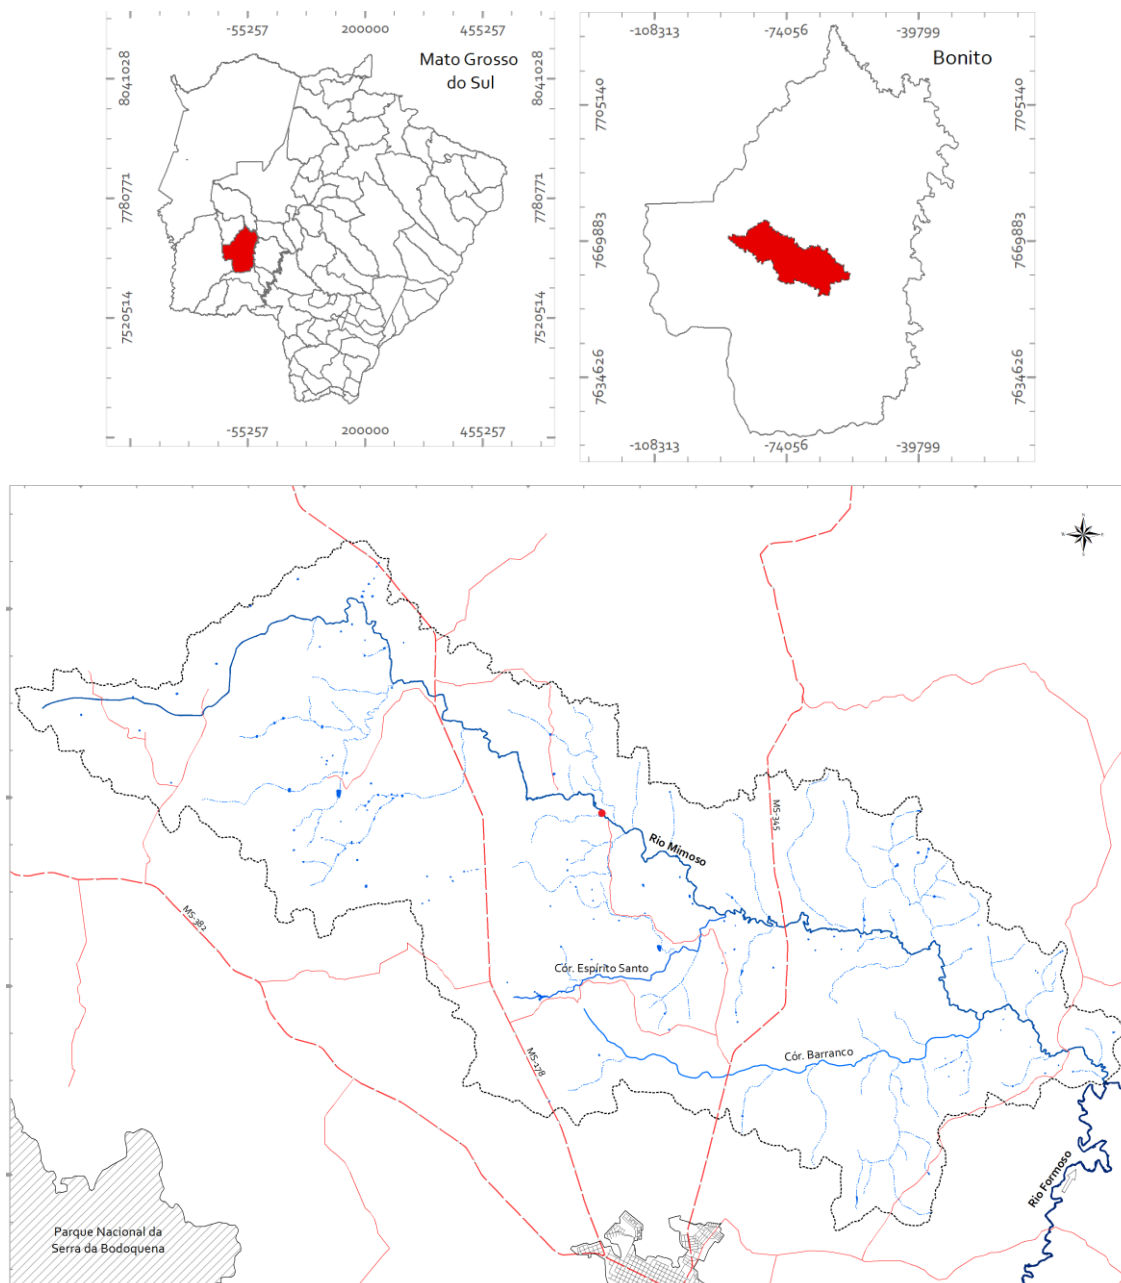 -55257
200000
455257
Mato Grosso
do Sul
8041028
7780771
7520514
8041028
7780771
7520514
-55257
200000
455257
-108313
-74056
-39799
Bonito
7705140
7669883
7634626
7705140
7669883
7634626
-108313
-74056
-39799
N
MS-345
Rio Mimoso
MS-382
Cór. Espírito Santo
MS-178
Cór. Barranco
Rio Formoso
Parque Nacional da
Serra da Bodoquena